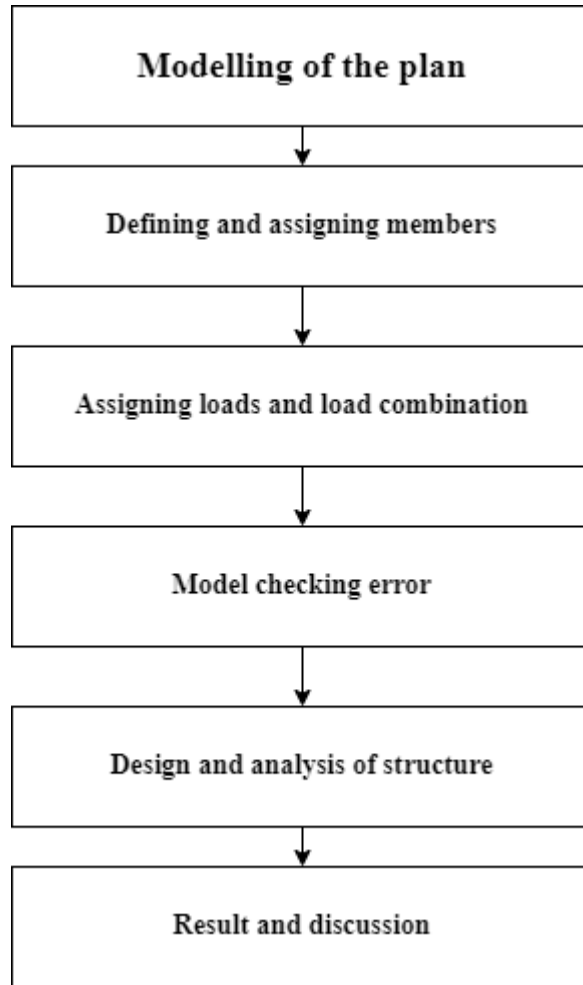 Modelling of the plan
Defining and assigning members
Assigning loads and load combination
Model checking error
Design and analysis of structure
Result and discussion